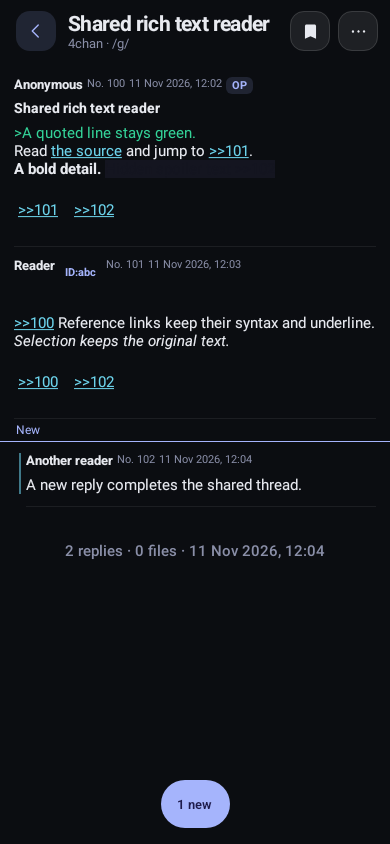 Shared rich text reader
4chan · /g/
Anonymous No. 100 11 Nov 2026, 12:02 OP
Shared rich text reader
>A quoted line stays green.
Read the source and jump to >>101.
A bold detail.
>>101 >>102
Reader ID:abc No. 101 11 Nov 2026, 12:03
>>100 Reference links keep their syntax and underline.
Selection keeps the original text.
>>100 >>102
New
Another reader No. 102 11 Nov 2026, 12:04
A new reply completes the shared thread.
2 replies · 0 files · 11 Nov 2026, 12:04
1 new